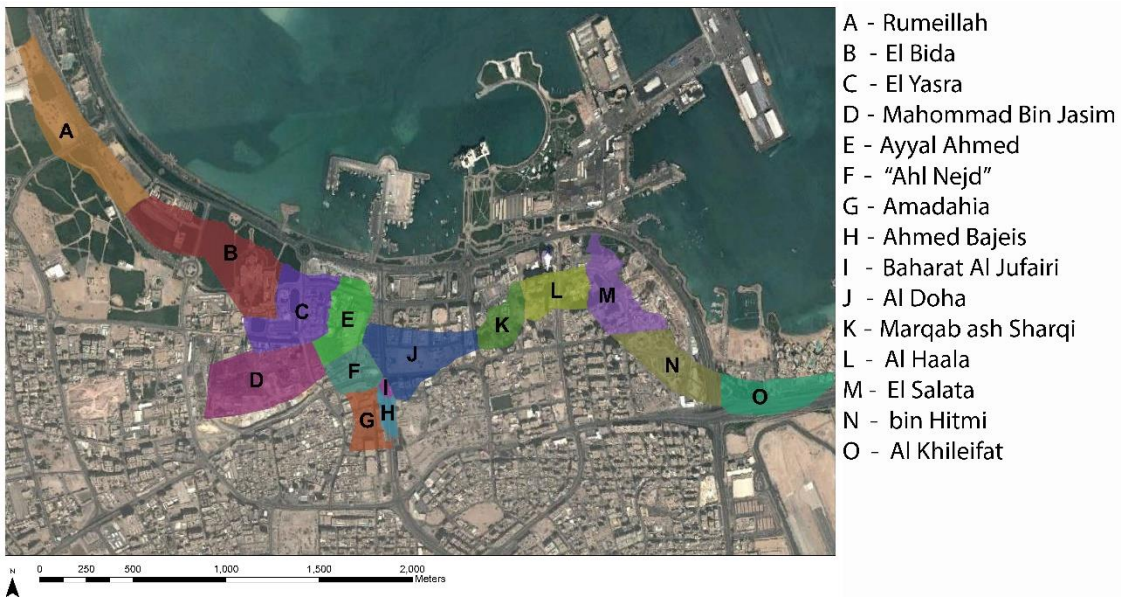 A - Rumeillah
B - El Bida
C - El Yasra
D - Mahommad Bin Jasim
E - Ayyal Ahmed
F - “Ahl Nejd”
G - Amadahia
H - Ahmed Bajeis
I - Baharat Al Jufairi
J - Al Doha
K - Marqab ash Sharqi
L - Al Haala
M - El Salata
N - bin Hitmi
O - Al Khileifat
A
B
C
E
D
F
J
I
H
G
K
L
M
N
O
N
0 250 500 1,000 1,500 2,000
Meters